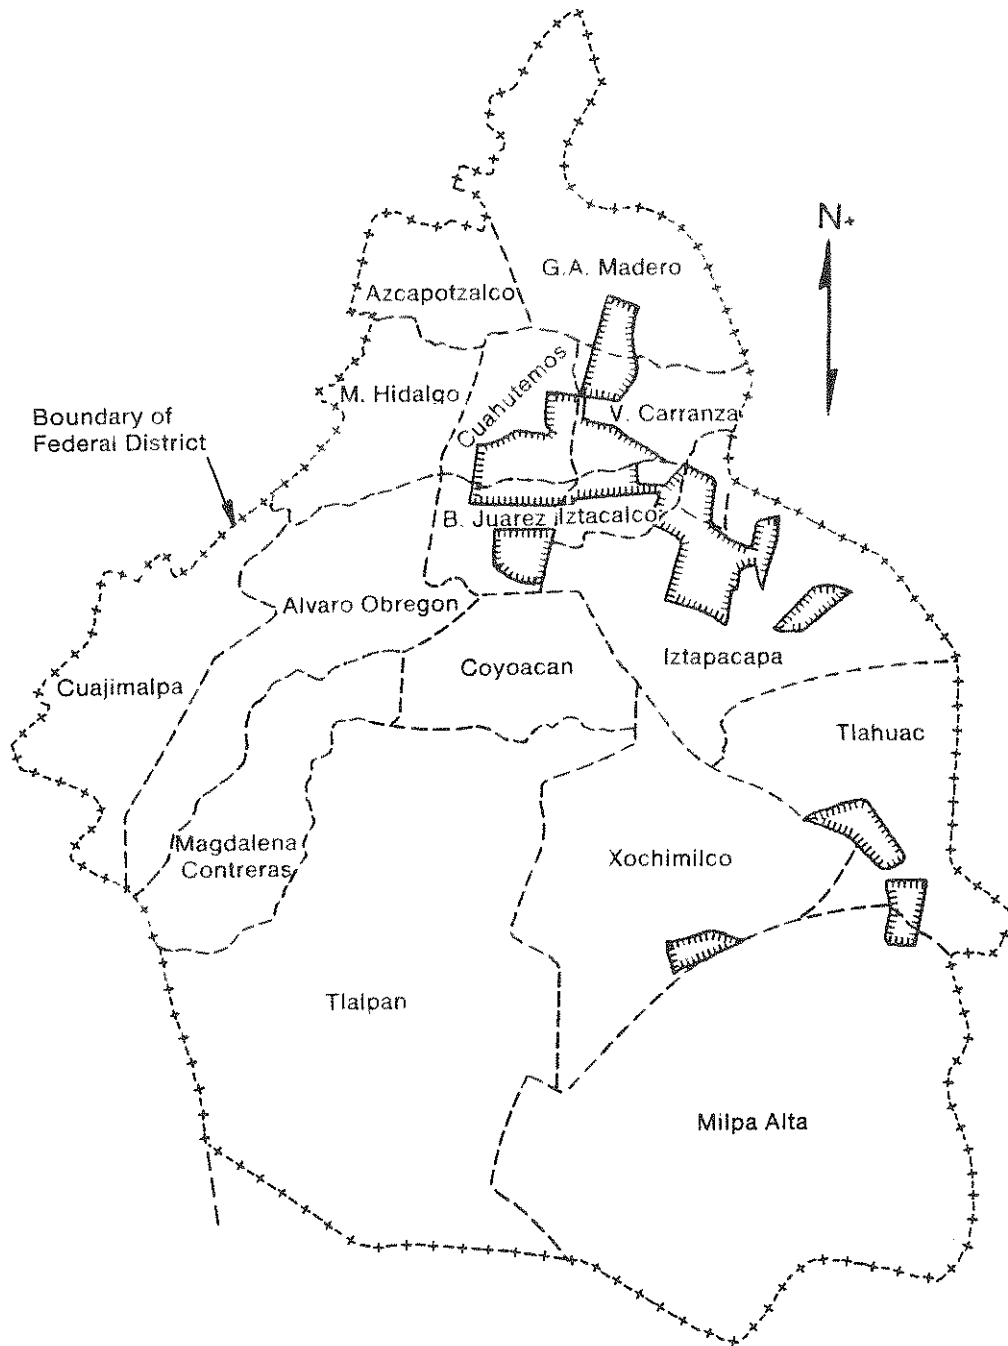 N
G.A. Madero
Azcapotzalco
Cuahutemos
M. Hidalgo
V. Carranza
Boundary of
Federal District
B. Juarez
Iztacalco
Alvaro Obregon
Coyoacan
Iztapacapa
Cuajimalpa
Tlahuac
Magdalena
Contreras
Xochimilco
Tlalpan
Milpa Alta